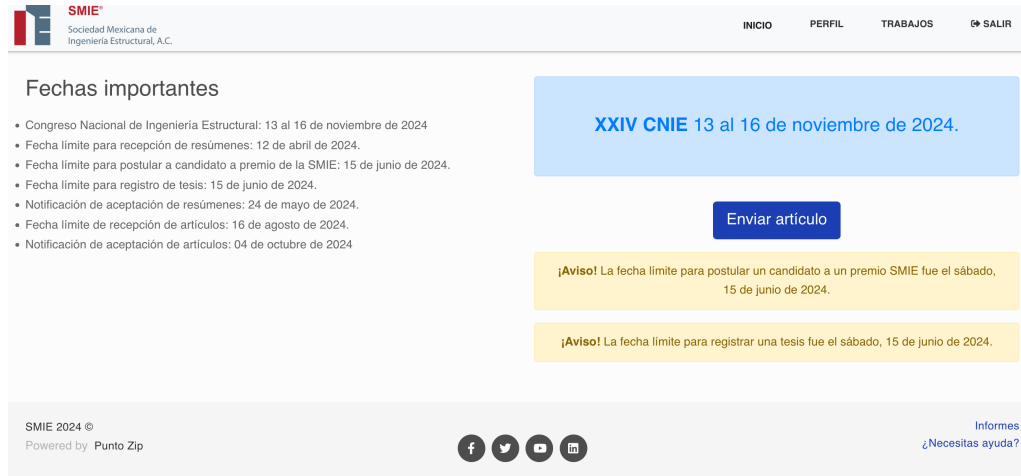 SMIE®
Sociedad Mexicana de
Ingeniería Estructural, A.C.
INICIO
PERFIL
TRABAJOS
SALIR
Fechas importantes
Congreso Nacional de Ingeniería Estructural: 13 al 16 de noviembre de 2024
Fecha límite para recepción de resúmenes: 12 de abril de 2024.
Fecha límite para postular a candidato a premio de la SMIE: 15 de junio de 2024.
Fecha límite para registro de tesis: 15 de junio de 2024.
Notificación de aceptación de resúmenes: 24 de mayo de 2024.
Fecha límite de recepción de artículos: 16 de agosto de 2024.
Notificación de aceptación de artículos: 04 de octubre de 2024
XXIV CNIE 13 al 16 de noviembre de 2024.
Enviar artículo
¡Aviso! La fecha límite para postular un candidato a un premio SMIE fue el sábado,
15 de junio de 2024.
¡Aviso! La fecha límite para registrar una tesis fue el sábado, 15 de junio de 2024.
SMIE 2024 ©
Powered by Punto Zip
Informes
¿Necesitas ayuda?